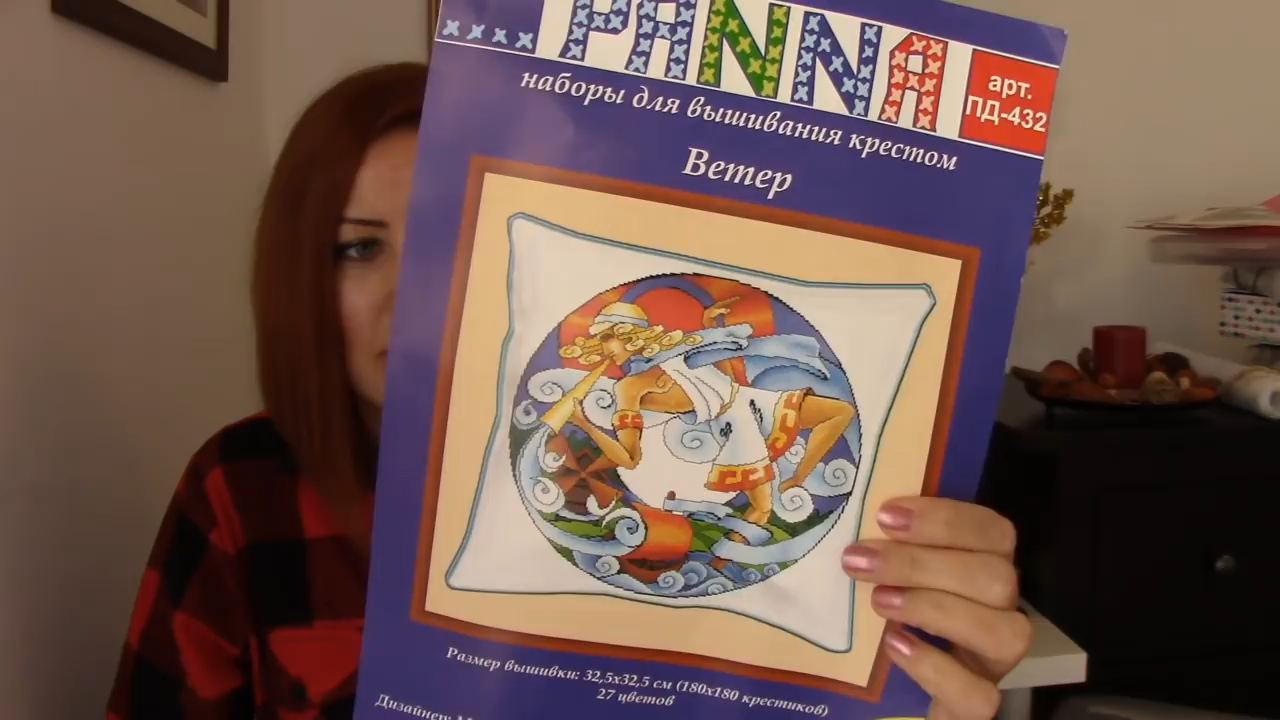 PANNA
арт.
ПД-432
наборы для вышивания крестом
Ветер
Размер вышивки: 32,5х32,5 см (180х180 крестиков)
27 цветов
Дизайнер: